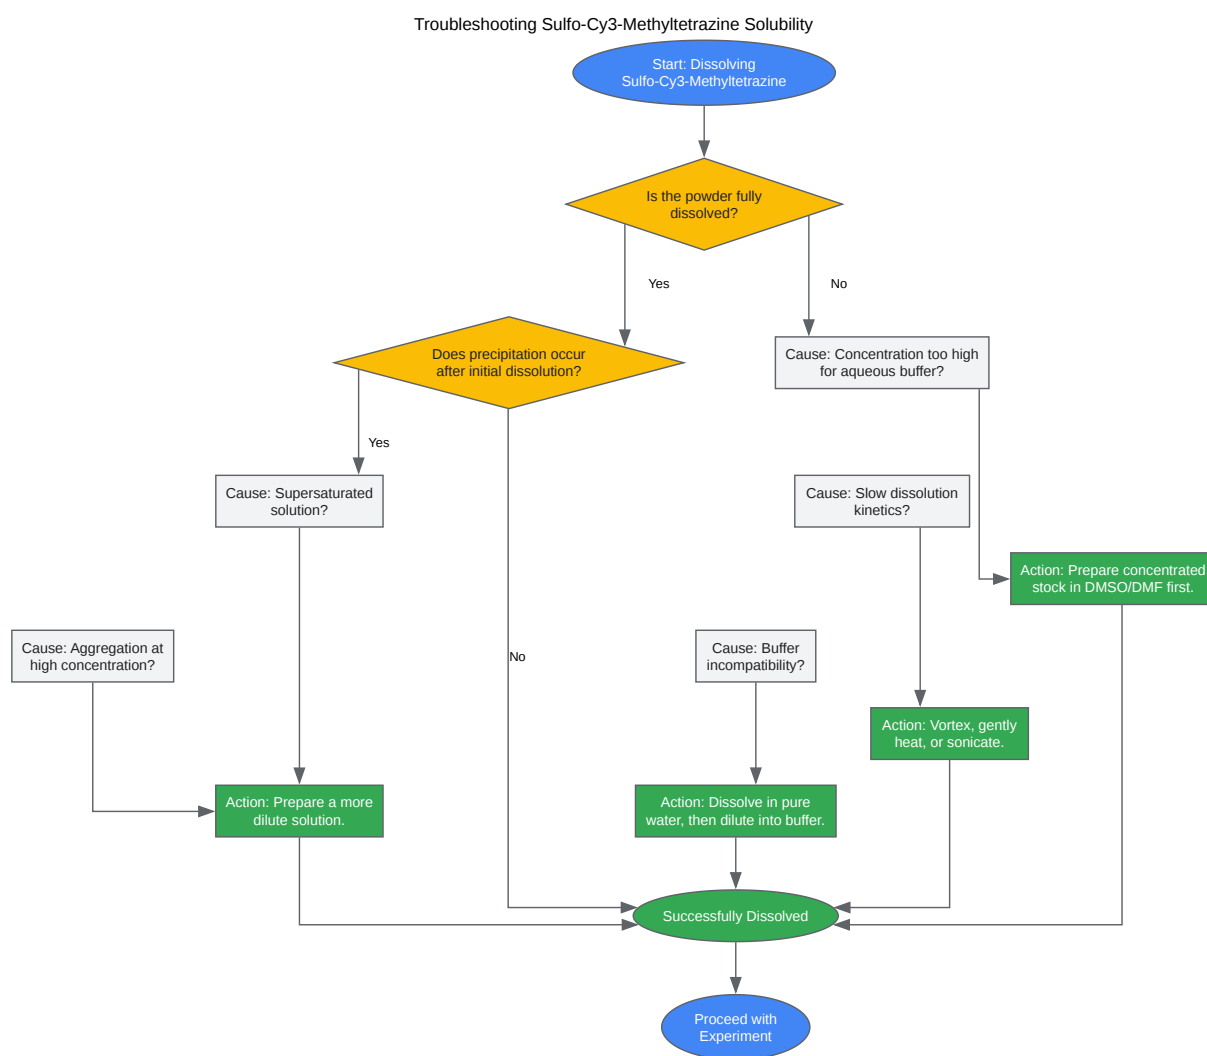 Troubleshooting Sulfo-Cy3-Methyltetrazine Solubility
Start: Dissolving
Sulfo-Cy3-Methyltetrazine
Is the powder fully
dissolved?
Yes
No
Does precipitation occur
after initial dissolution?
Cause: Concentration too high
for aqueous buffer?
Yes
Cause: Supersaturated
solution?
Cause: Slow dissolution
kinetics?
Action: Prepare concentrated
stock in DMSO/DMF first.
Cause: Aggregation at
high concentration?
No
Cause: Buffer
incompatibility?
Action: Vortex, gently
heat, or sonicate.
Action: Prepare a more
dilute solution.
Action: Dissolve in pure
water, then dilute into buffer.
Successfully Dissolved
Proceed with
Experiment